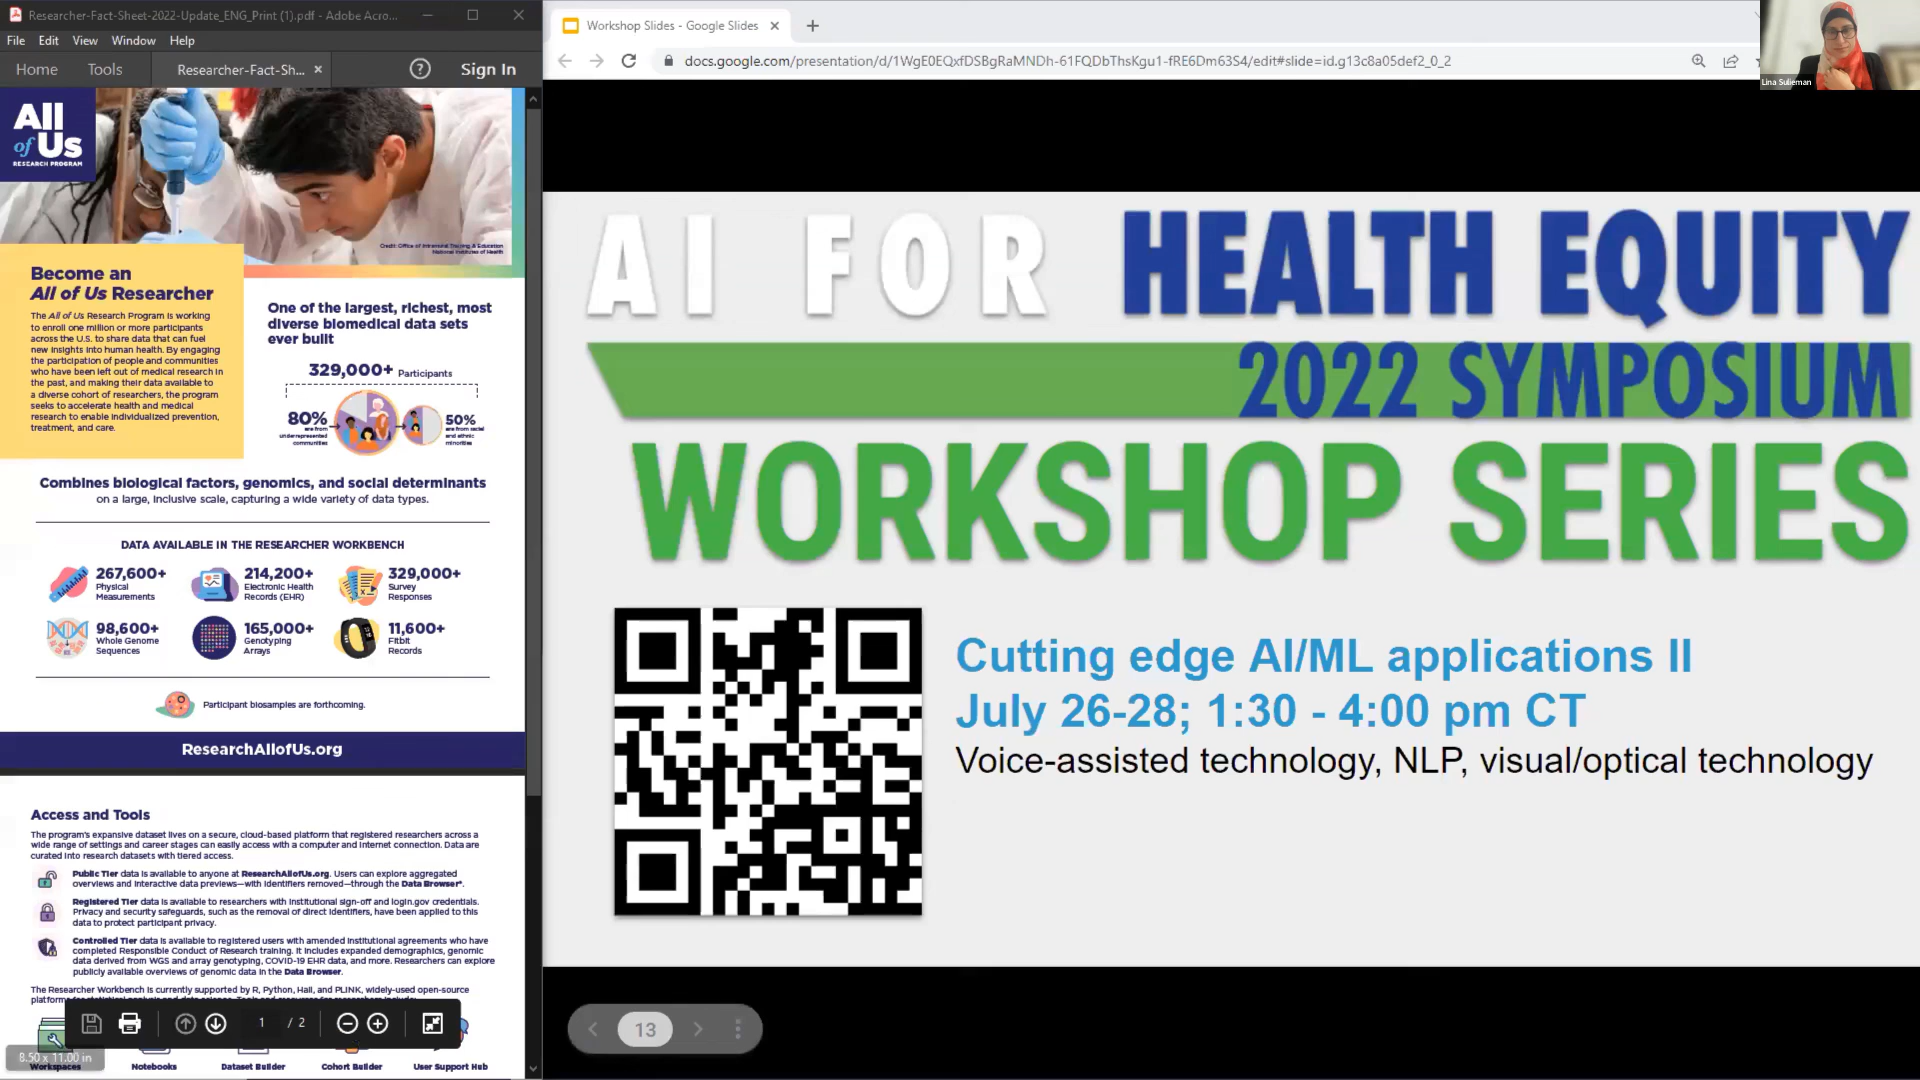 Researcher-Fact-Sheet-2022-Update_ENG_Print (1).pdf - Adobe Acro...
File Edit View Window Help
Home Tools Researcher-Fact-Sh... × ? Sign In
All
of Us
RESEARCH PROGRAM
Credit: Office of Intramural Training & Education
National Institutes of Health
Become an
All of Us Researcher
The All of Us Research Program is working
to enroll one million or more participants
across the U.S. to share data that can fuel
new insights into human health. By engaging
the participation of people and communities
who have been left out of medical research in
the past, and making their data available to
a diverse cohort of researchers, the program
seeks to accelerate health and medical
research to enable individualized prevention,
treatment, and care.
One of the largest, richest, most
diverse biomedical data sets
ever built
329,000+ Participants
80%
are from
underrepresented
communities
50%
are from racial
and ethnic
minorities
Combines biological factors, genomics, and social determinants
on a large, inclusive scale, capturing a wide variety of data types.
DATA AVAILABLE IN THE RESEARCHER WORKBENCH
267,600+
Physical
Measurements
214,200+
Electronic Health
Records (EHR)
329,000+
Survey
Responses
98,600+
Whole Genome
Sequences
165,000+
Genotyping
Arrays
11,600+
Fitbit
Records
Participant biosamples are forthcoming.
ResearchAllofUs.org
Access and Tools
The program's expansive dataset lives on a secure, cloud-based platform that registered researchers across a
wide range of settings and career stages can easily access with a computer and internet connection. Data are
curated into research datasets with tiered access.
Public Tier data is available to anyone at ResearchAllofUs.org. Users can explore aggregated
overviews and interactive data previews—with identifiers removed—through the Data Browser*.
Registered Tier data is available to researchers with institutional sign-off and login.gov credentials.
Privacy and security safeguards, such as the removal of direct identifiers, have been applied to this
data to protect participant privacy.
Controlled Tier data is available to registered users with amended institutional agreements who have
completed Responsible Conduct of Research training. It includes expanded demographics, genomic
data derived from WGS and array genotyping, COVID-19 EHR data, and more. Researchers can explore
publicly available overviews of genomic data in the Data Browser.
The Researcher Workbench is currently supported by R, Python, Hail, and PLINK, widely-used open-source
1 / 2
8.50 x 11.00 in
Workspaces Notebooks Dataset Builder Cohort Builder User Support Hub
Workshop Slides - Google Slides
docs.google.com/presentation/d/1WgE0EQxfDSBgRaMNDh-61FQDbThsKgu1-fRE6Dm63S4/edit#slide=id.g13c8a05def2_0_2
Lina Sulieman
AI FOR HEALTH EQUITY
2022 SYMPOSIUM
WORKSHOP SERIES
Cutting edge AI/ML applications II
July 26-28; 1:30 - 4:00 pm CT
Voice-assisted technology, NLP, visual/optical technology
13